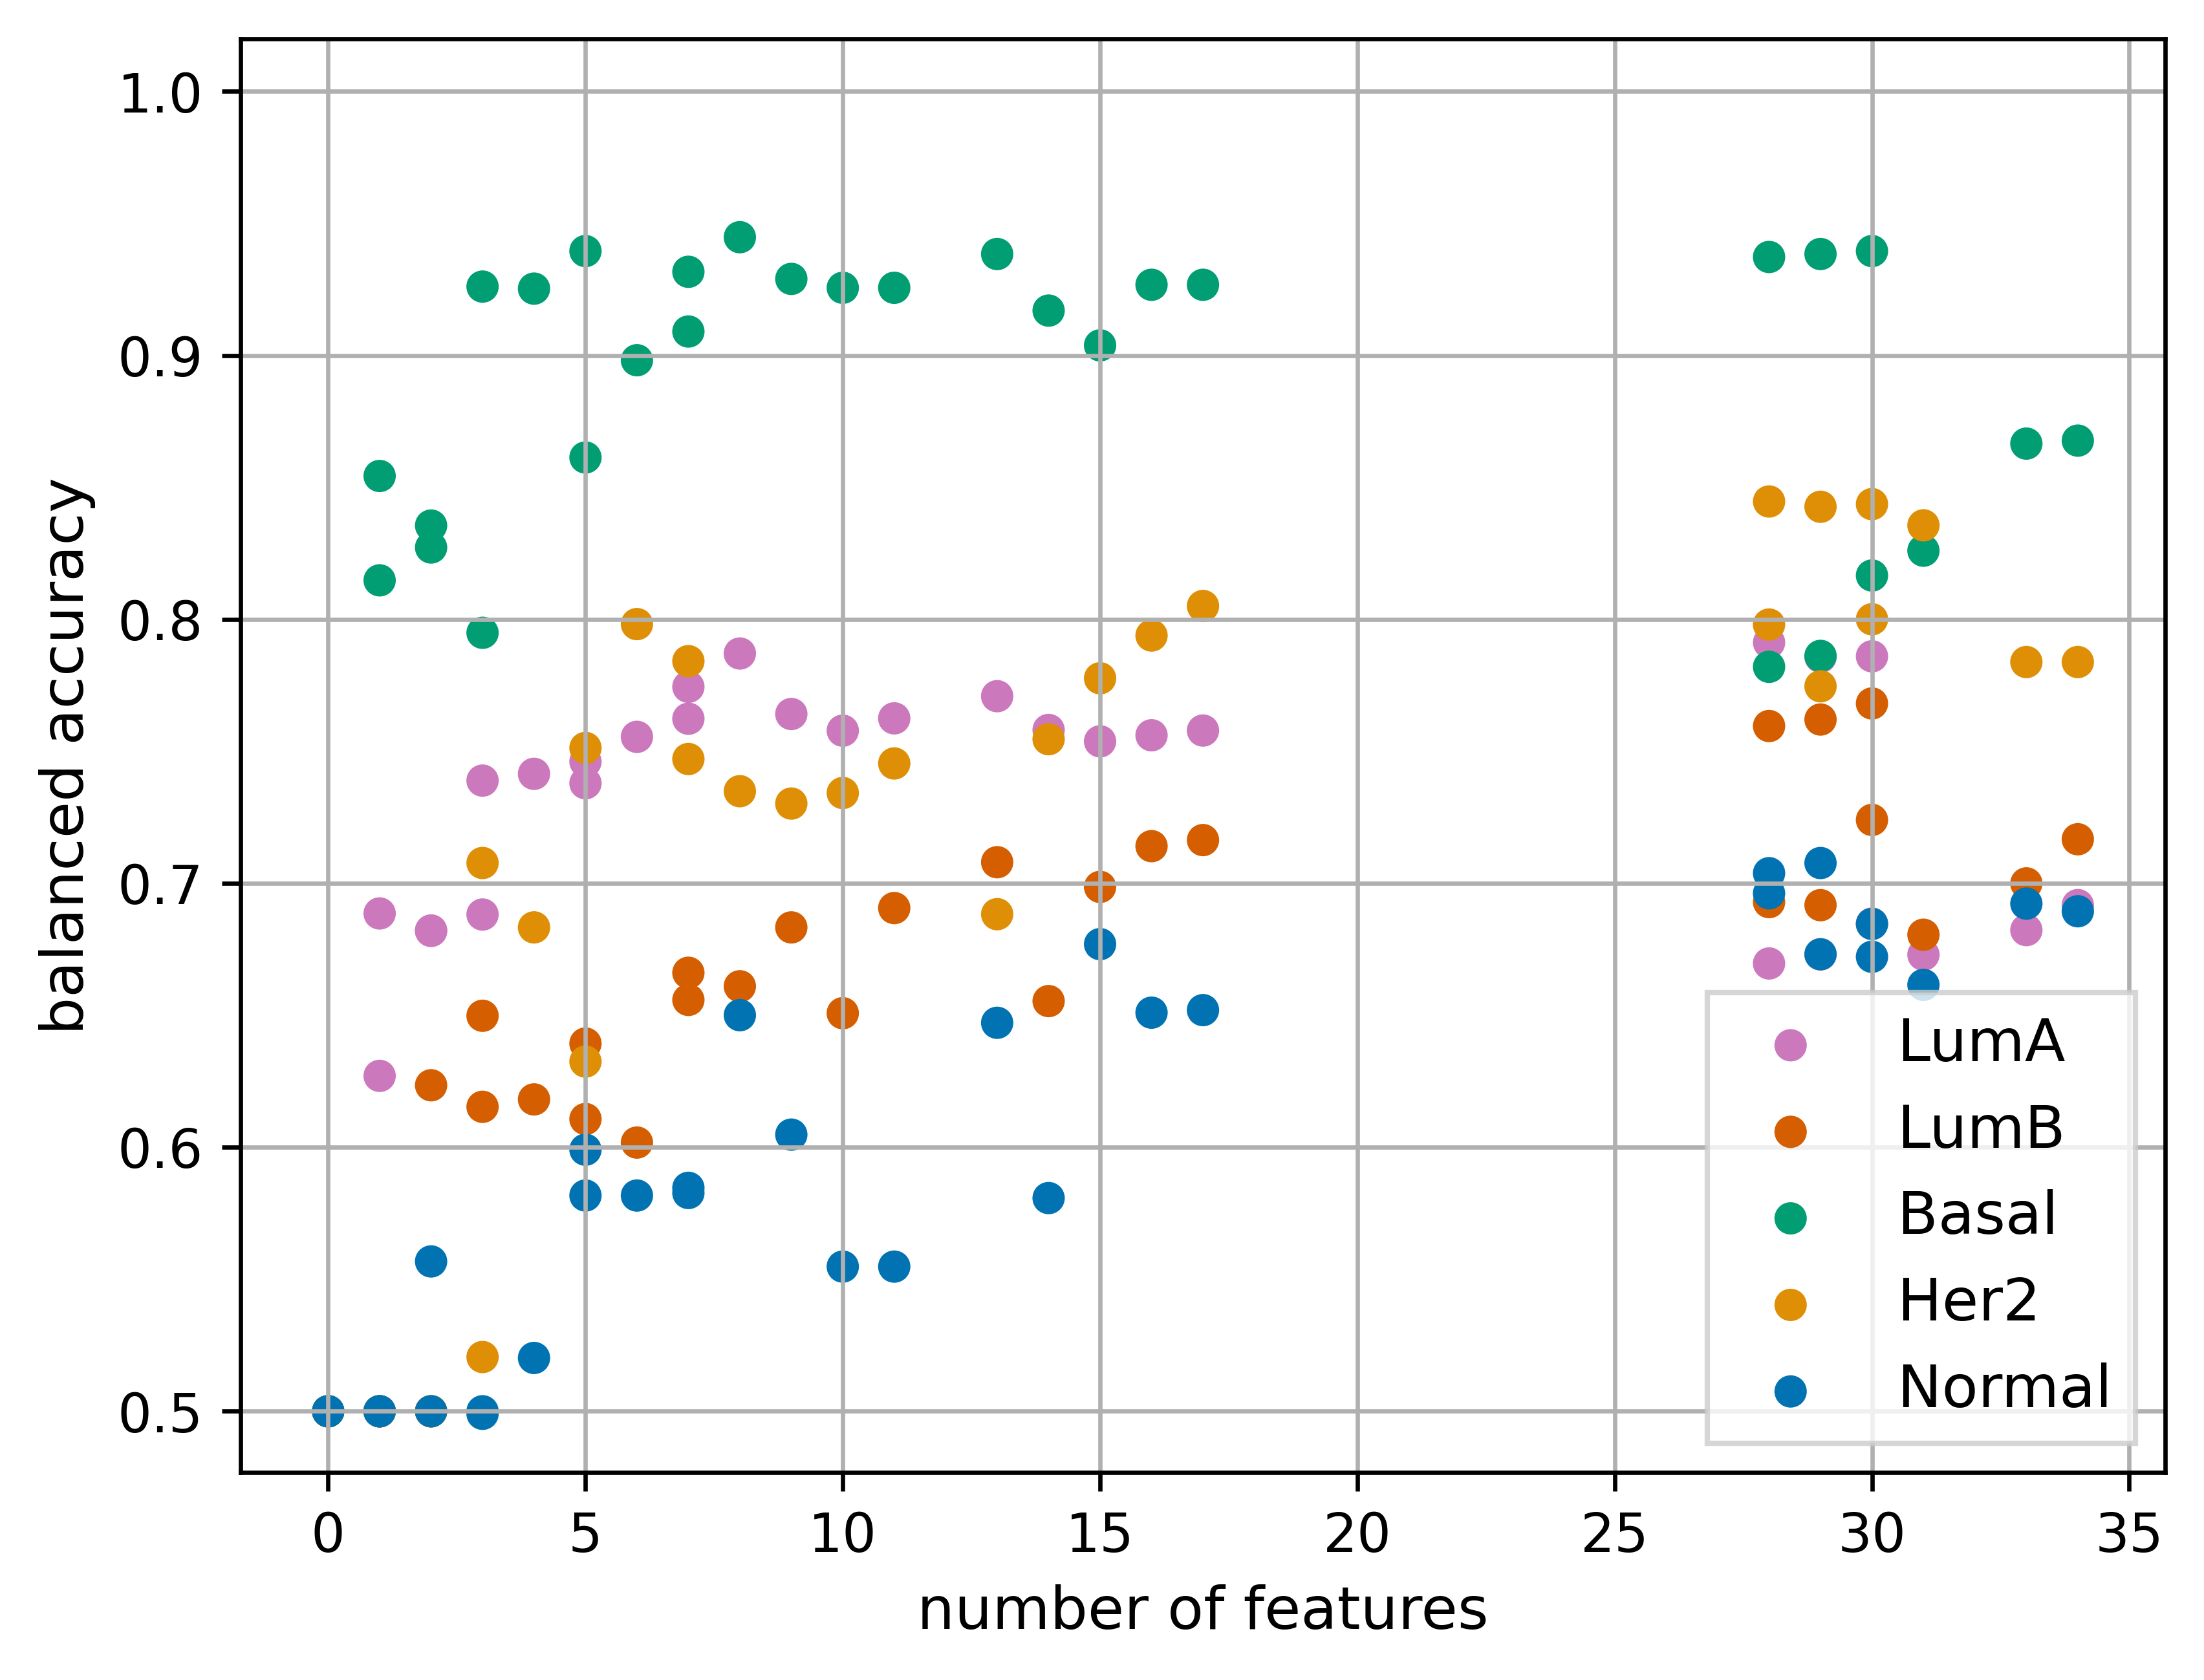 1.0
0.9
0.8
0.7
0.6
0.5
balanced accuracy
0 5 10 15 20 25 30 35
number of features
LumA
LumB
Basal
Her2
Normal